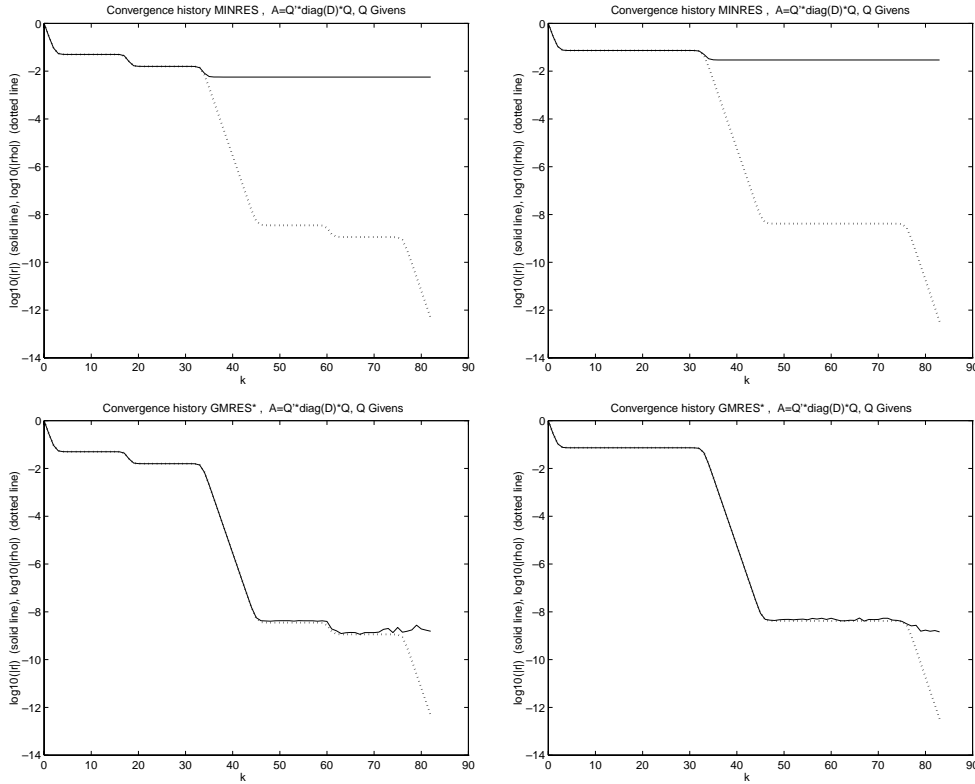 Convergence history MINRES , A=Q'*diag(D)*Q, Q Givens
log10(|r|) (solid line), log10(|rho|) (dotted line)
0
−2
−4
−6
−8
−10
−12
−14
0 10 20 30 40 50 60 70 80 90
k
Convergence history MINRES , A=Q'*diag(D)*Q, Q Givens
log10(|r|) (solid line), log10(|rho|) (dotted line)
0
−2
−4
−6
−8
−10
−12
−14
0 10 20 30 40 50 60 70 80 90
k
Convergence history GMRES* , A=Q'*diag(D)*Q, Q Givens
log10(|r|) (solid line), log10(|rho|) (dotted line)
0
−2
−4
−6
−8
−10
−12
−14
0 10 20 30 40 50 60 70 80 90
k
Convergence history GMRES* , A=Q'*diag(D)*Q, Q Givens
log10(|r|) (solid line), log10(|rho|) (dotted line)
0
−2
−4
−6
−8
−10
−12
−14
0 10 20 30 40 50 60 70 80 90
k